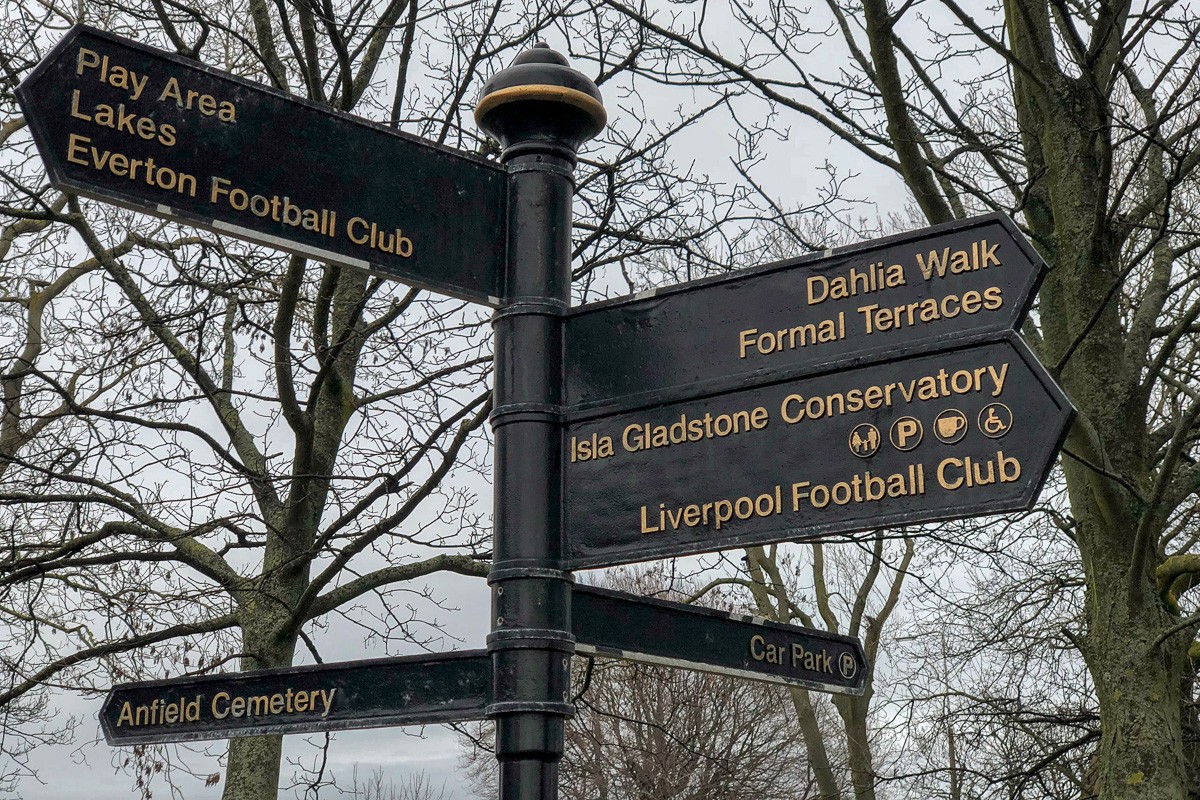 Play Area
Lakes
Everton Football Club
Dahlia Walk
Formal Terraces
Isla Gladstone Conservatory
P
Liverpool Football Club
Car Park P
Anfield Cemetery